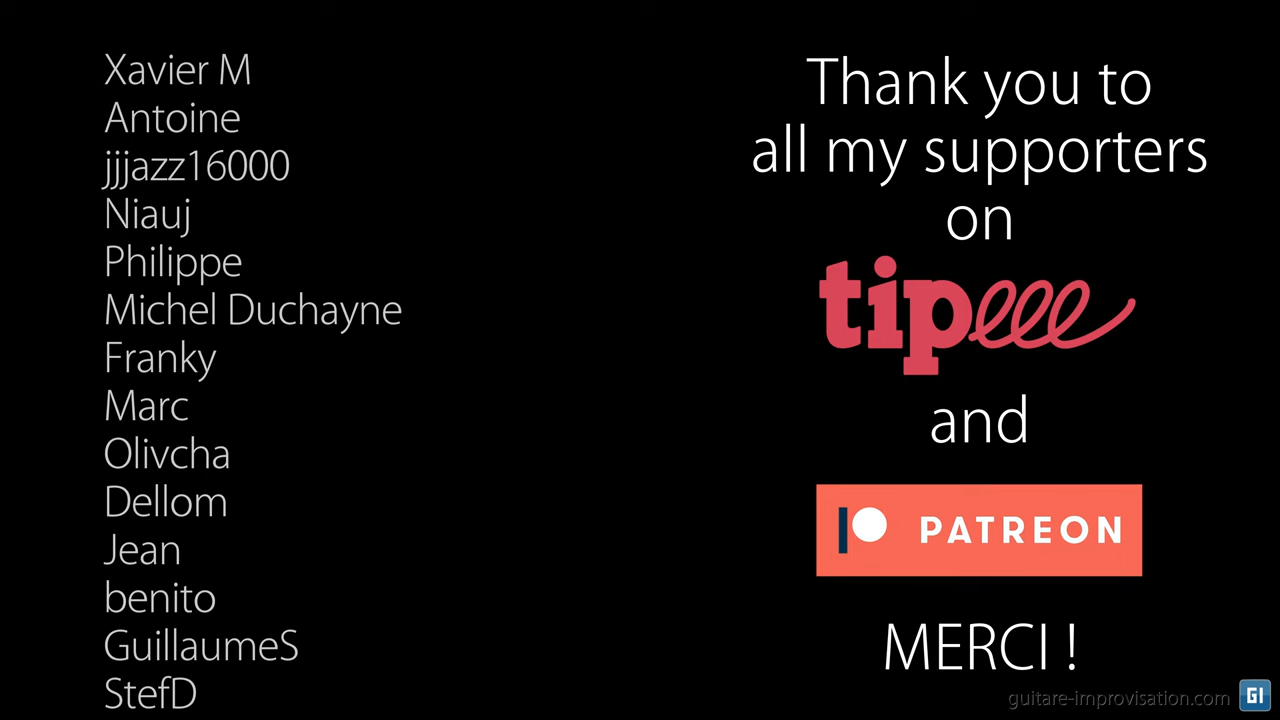 Xavier M
Antoine
jjjazz16000
Niauj
Philippe
Michel Duchayne
Franky
Marc
Olivcha
Dellom
Jean
benito
GuillaumeS
StefD
Thank you to
all my supporters
on
tipeee
and
PATREON
MERCI !
guitare-improvisation.com GI